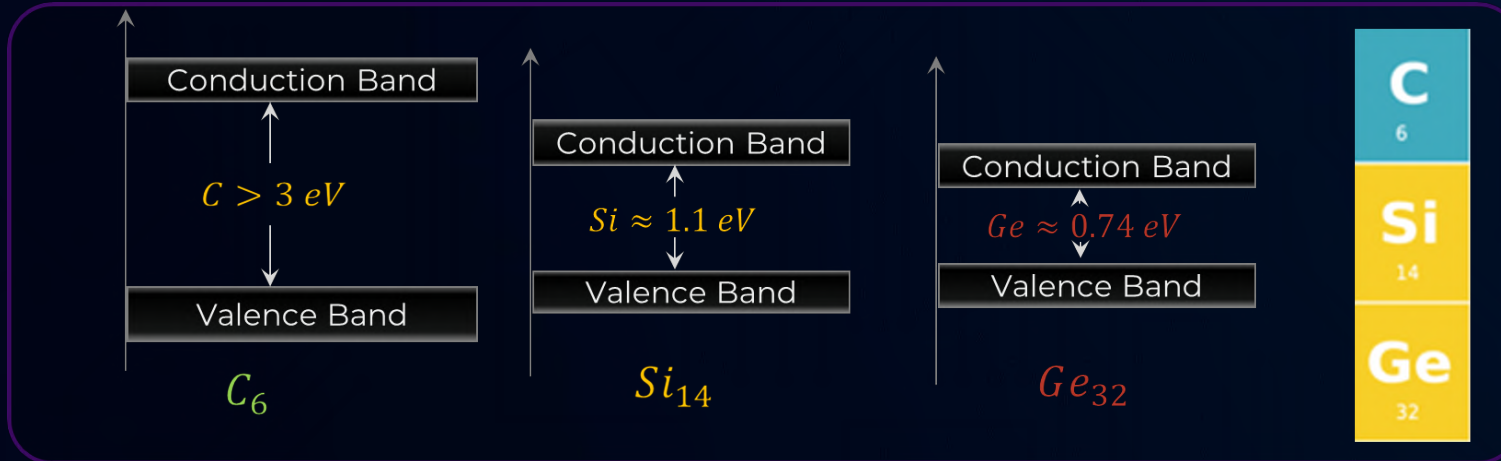 Conduction Band
C > 3 eV
Valence Band
C₆
Conduction Band
Si ≈ 1.1 eV
Valence Band
Si₁₄
Conduction Band
Ge ≈ 0.74 eV
Valence Band
Ge₃₂
C
6
Si
14
Ge
32